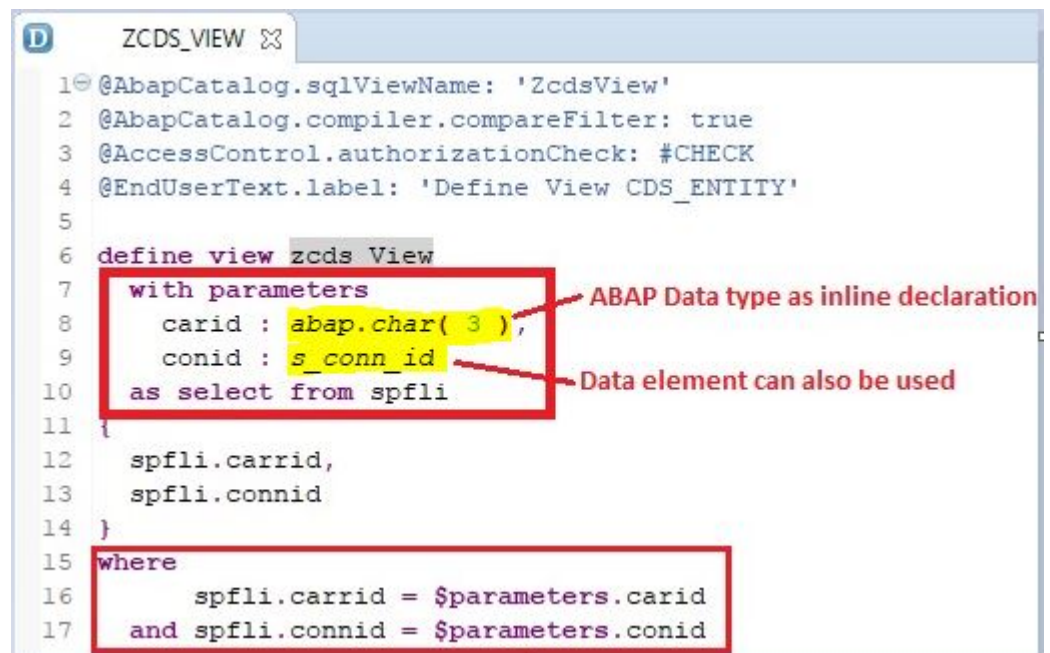 D ZCDS_VIEW
1 @AbapCatalog.sqlViewName: 'ZcdsView'
2 @AbapCatalog.compiler.compareFilter: true
3 @AccessControl.authorizationCheck: #CHECK
4 @EndUserText.label: 'Define View CDS_ENTITY'
5
6 define view zcds_View
7 with parameters
8 carid : abap.char( 3 ), ABAP Data type as inline declaration
9 conid : s_conn_id
Data element can also be used
10 as select from spfli
11 {
12 spfli.carrid,
13 spfli.connid
14 }
15 where
16 spfli.carrid = $parameters.carid
17 and spfli.connid = $parameters.conid